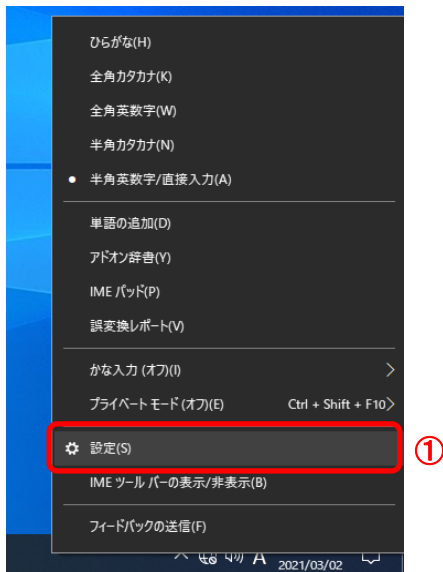 ひらがな(H)
全角カタカナ(K)
全角英数字(W)
半角カタカナ(N)
半角英数字/直接入力(A)
単語の追加(D)
アドオン辞書(Y)
IME パッド(P)
誤変換レポート(V)
かな入力 (オフ)(I)
プライベート モード (オフ)(E) Ctrl + Shift + F10
設定(S)
①
IME ツール バーの表示/非表示(B)
フィードバックの送信(F)
A
2021/03/02